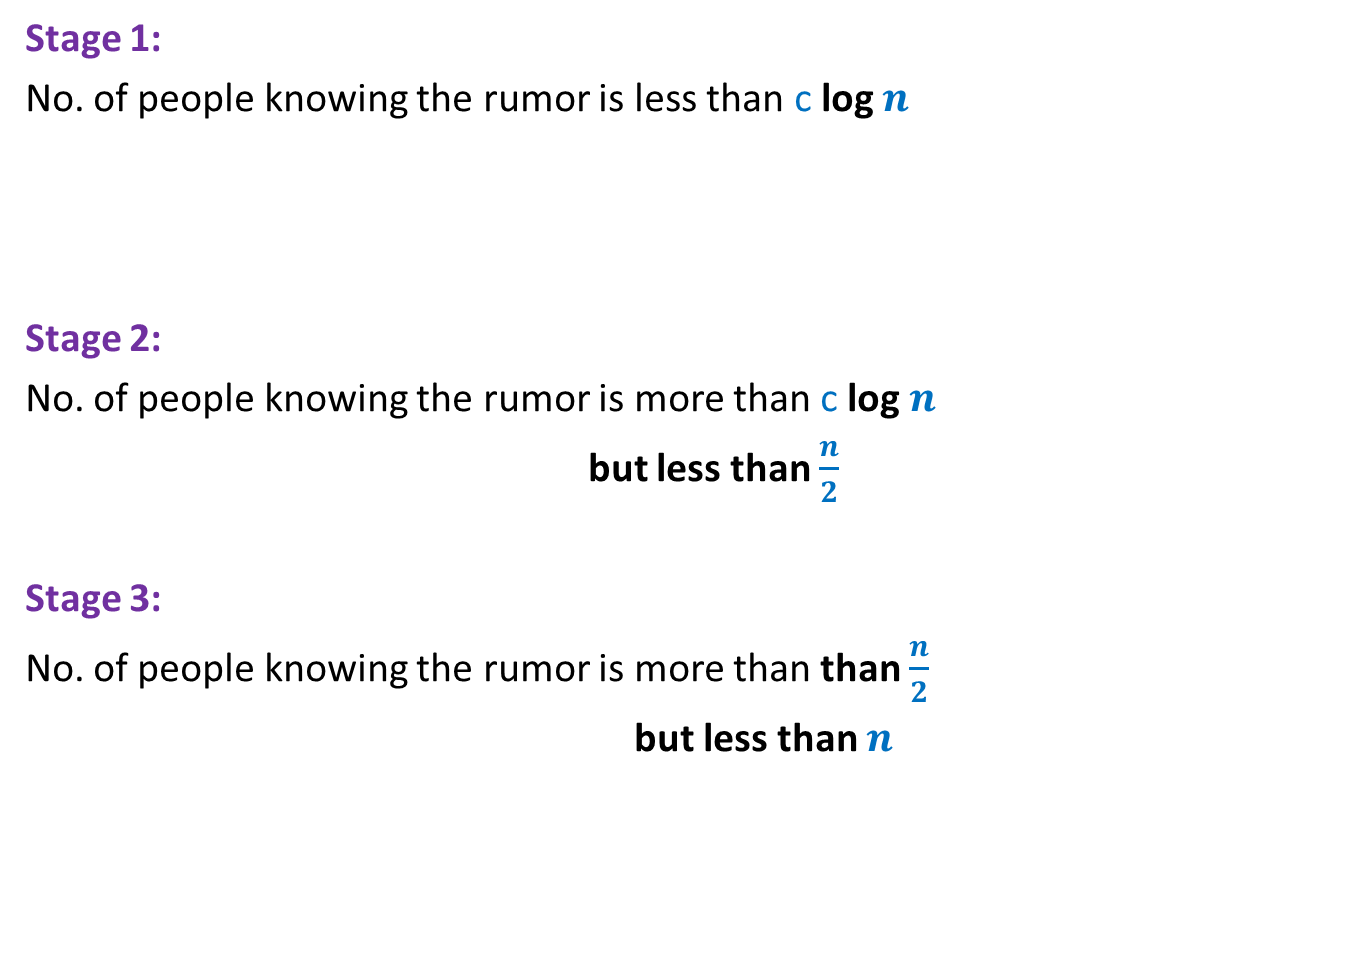 Stage 1:
No. of people knowing the rumor is less than c log n
Stage 2:
No. of people knowing the rumor is more than c log n
but less than n/2
Stage 3:
No. of people knowing the rumor is more than than n/2
but less than n